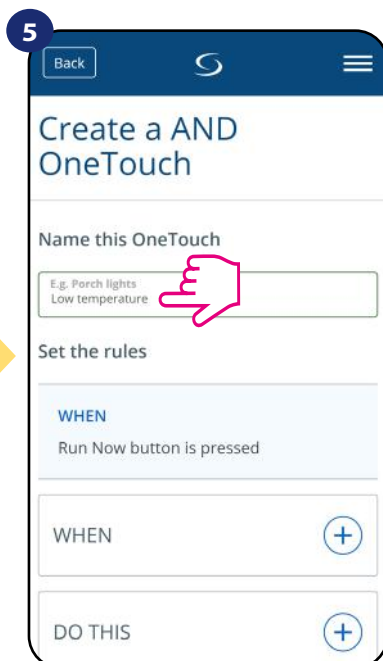 5
Back
Create a AND
OneTouch
Name this OneTouch
E.g. Porch lights
Low temperature
Set the rules
WHEN
Run Now button is pressed
WHEN
DO THIS